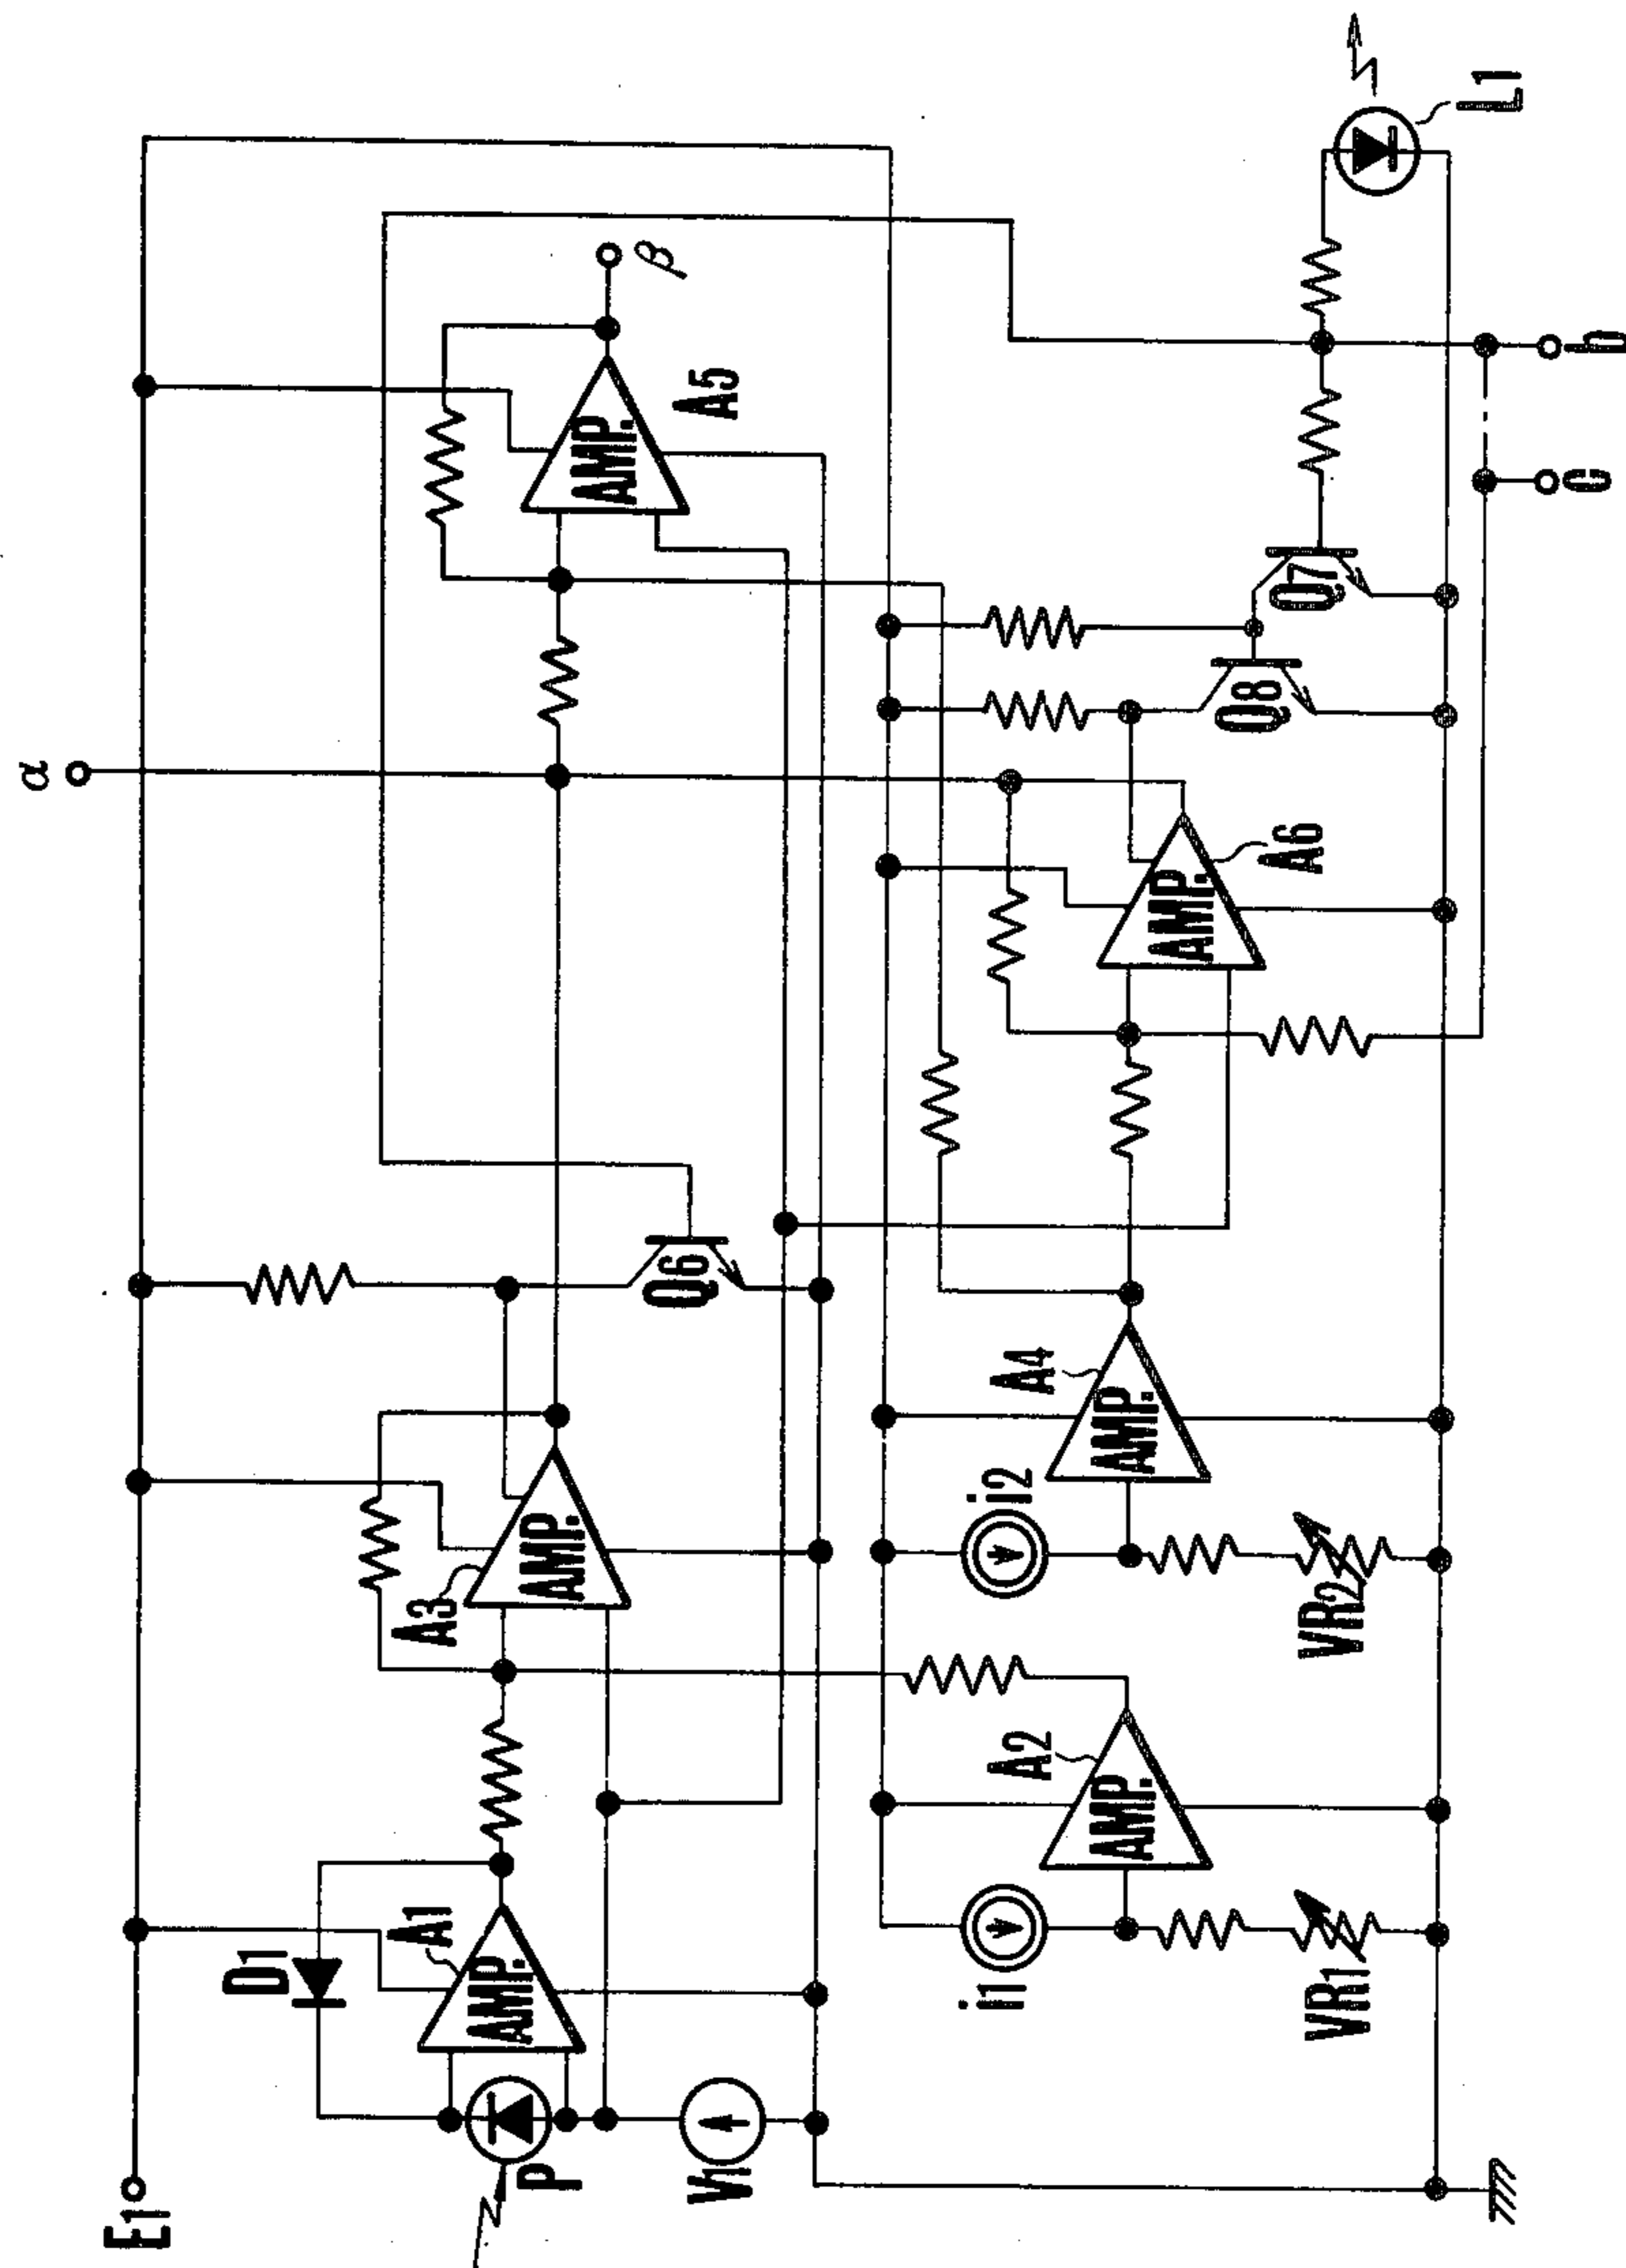 α
β
E1
D1
A1
AMP.
P
V1
A3
AMP.
Q6
A5
AMP.
i1
A2
AMP.
VR1
i2
A4
AMP.
VR2
A6
AMP.
Q8
Q7
L1
C
b